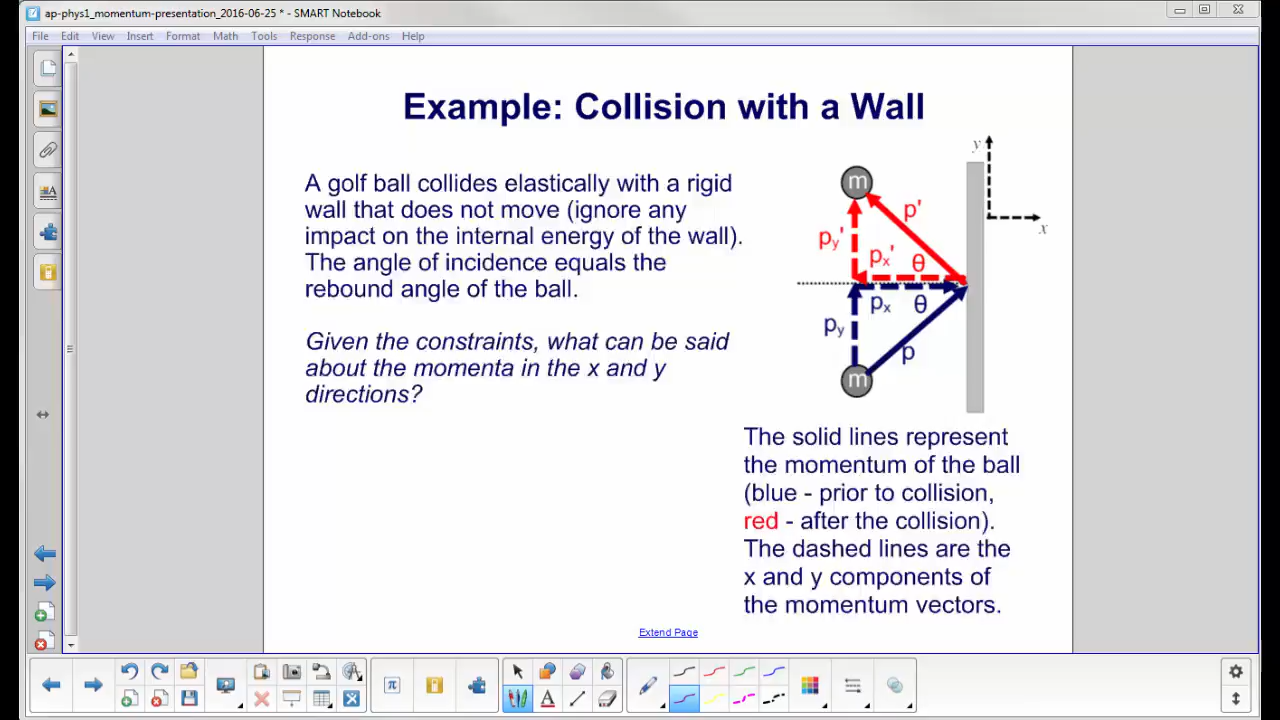 ap-phys1_momentum-presentation_2016-06-25 * - SMART Notebook
File Edit View Insert Format Math Tools Response Add-ons Help
Example: Collision with a Wall
A golf ball collides elastically with a rigid
wall that does not move (ignore any
impact on the internal energy of the wall).
The angle of incidence equals the
rebound angle of the ball.
Given the constraints, what can be said
about the momenta in the x and y
directions?
y
x
m
p'
py'
px'
θ
px
θ
py
p
m
The solid lines represent
the momentum of the ball
(blue - prior to collision,
red - after the collision).
The dashed lines are the
x and y components of
the momentum vectors.
Extend Page
π
A